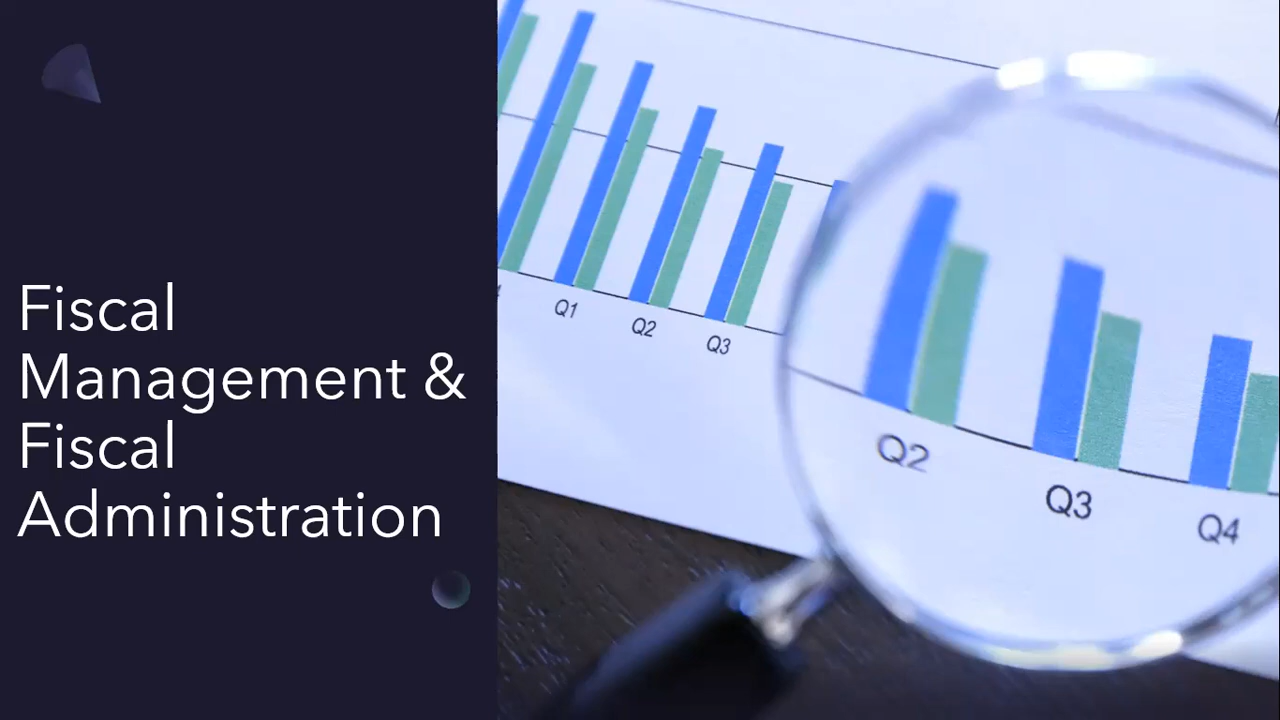 Fiscal
Management &
Fiscal
Administration
Q1
Q2
Q3
Q2
Q3
Q4